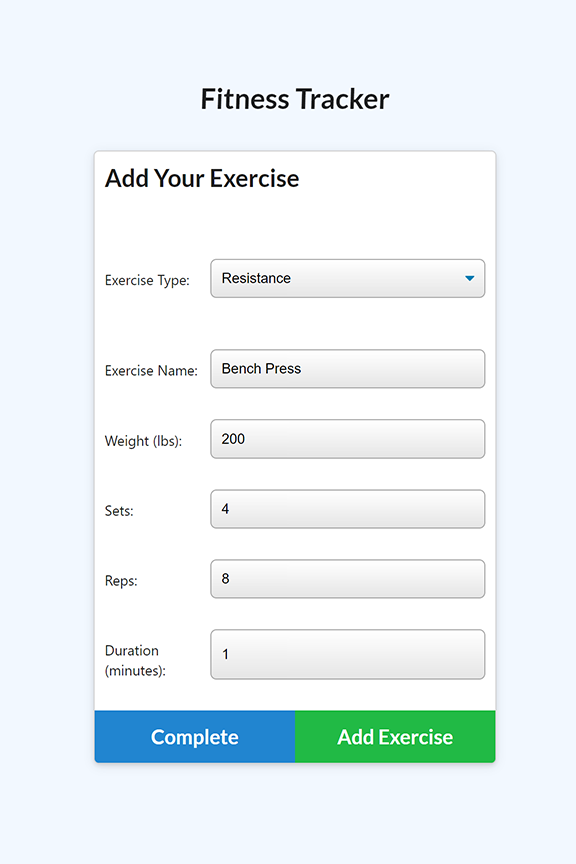 Fitness Tracker
Add Your Exercise
Exercise Type: Resistance
Exercise Name: Bench Press
Weight (lbs): 200
Sets: 4
Reps: 8
Duration
(minutes): 1
Complete Add Exercise